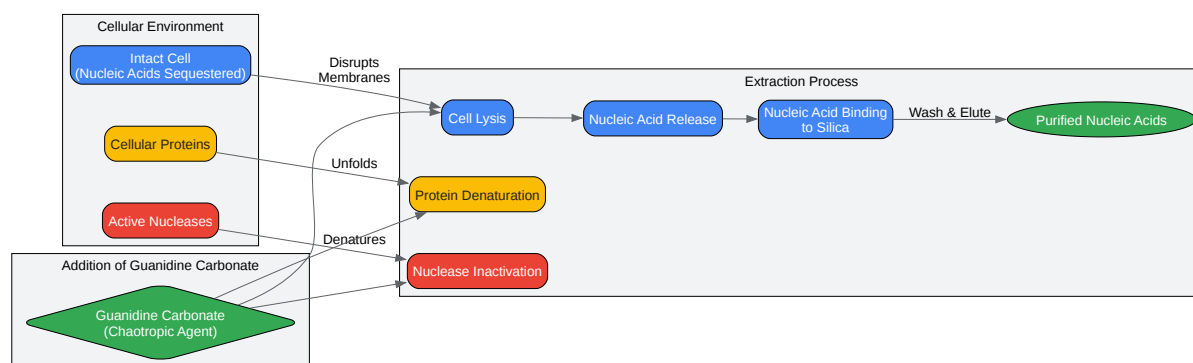 Cellular Environment
Intact Cell
(Nucleic Acids Sequestered)
Cellular Proteins
Active Nucleases
Addition of Guanidine Carbonate
Guanidine Carbonate
(Chaotropic Agent)
Disrupts
Membranes
Unfolds
Denatures
Extraction Process
Cell Lysis
Nucleic Acid Release
Nucleic Acid Binding
to Silica
Wash & Elute
Purified Nucleic Acids
Protein Denaturation
Nuclease Inactivation